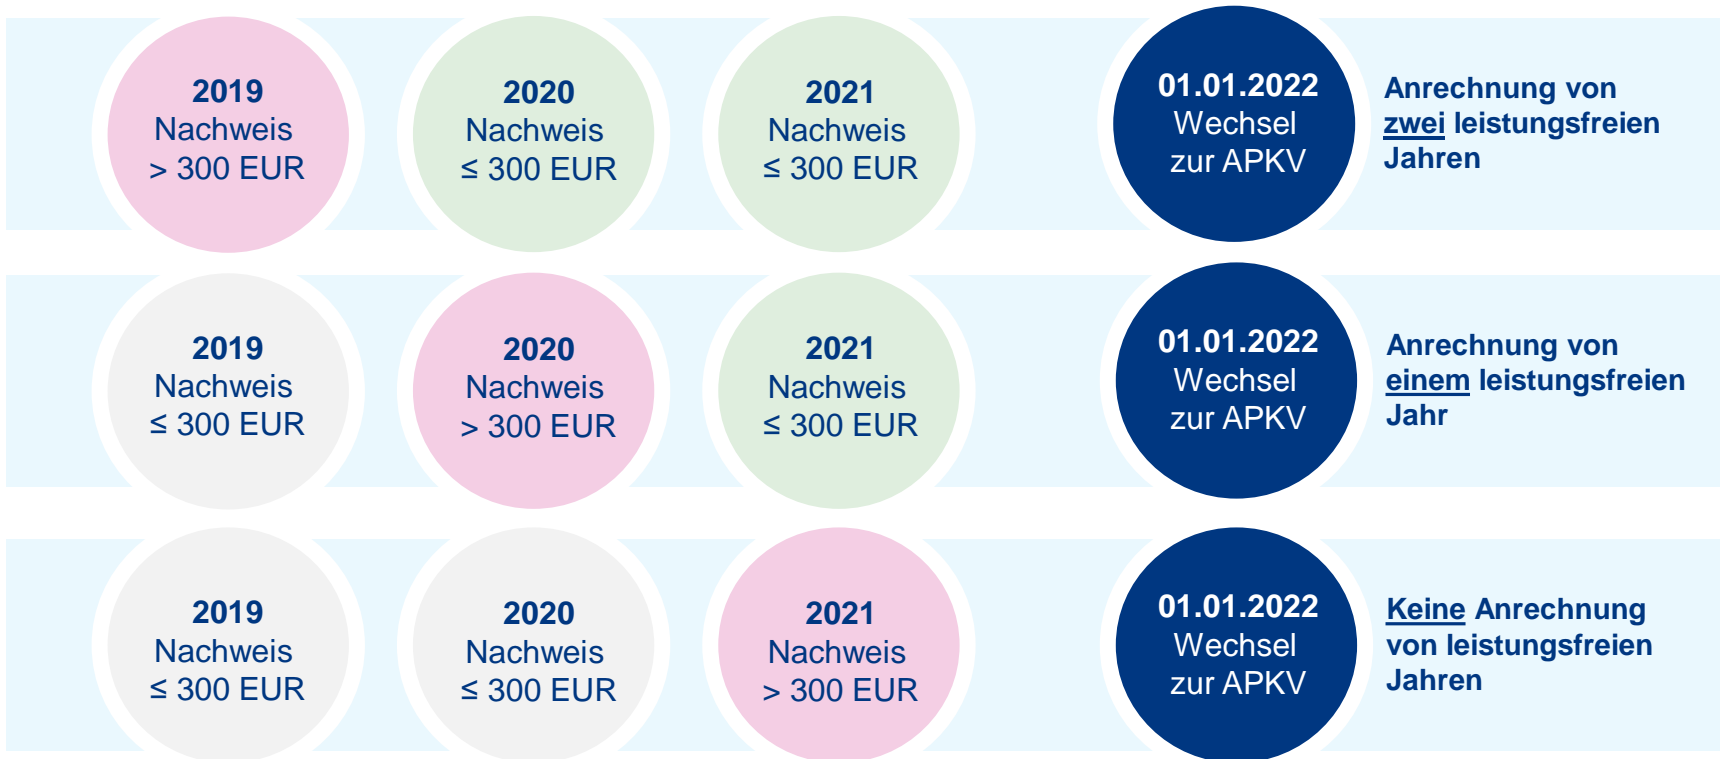 2019
Nachweis
> 300 EUR
2020
Nachweis
≤ 300 EUR
2021
Nachweis
≤ 300 EUR
01.01.2022
Wechsel
zur APKV
Anrechnung von
zwei leistungsfreien
Jahren
2019
Nachweis
≤ 300 EUR
2020
Nachweis
> 300 EUR
2021
Nachweis
≤ 300 EUR
01.01.2022
Wechsel
zur APKV
Anrechnung von
einem leistungsfreien
Jahr
2019
Nachweis
≤ 300 EUR
2020
Nachweis
≤ 300 EUR
2021
Nachweis
> 300 EUR
01.01.2022
Wechsel
zur APKV
Keine Anrechnung
von leistungsfreien
Jahren